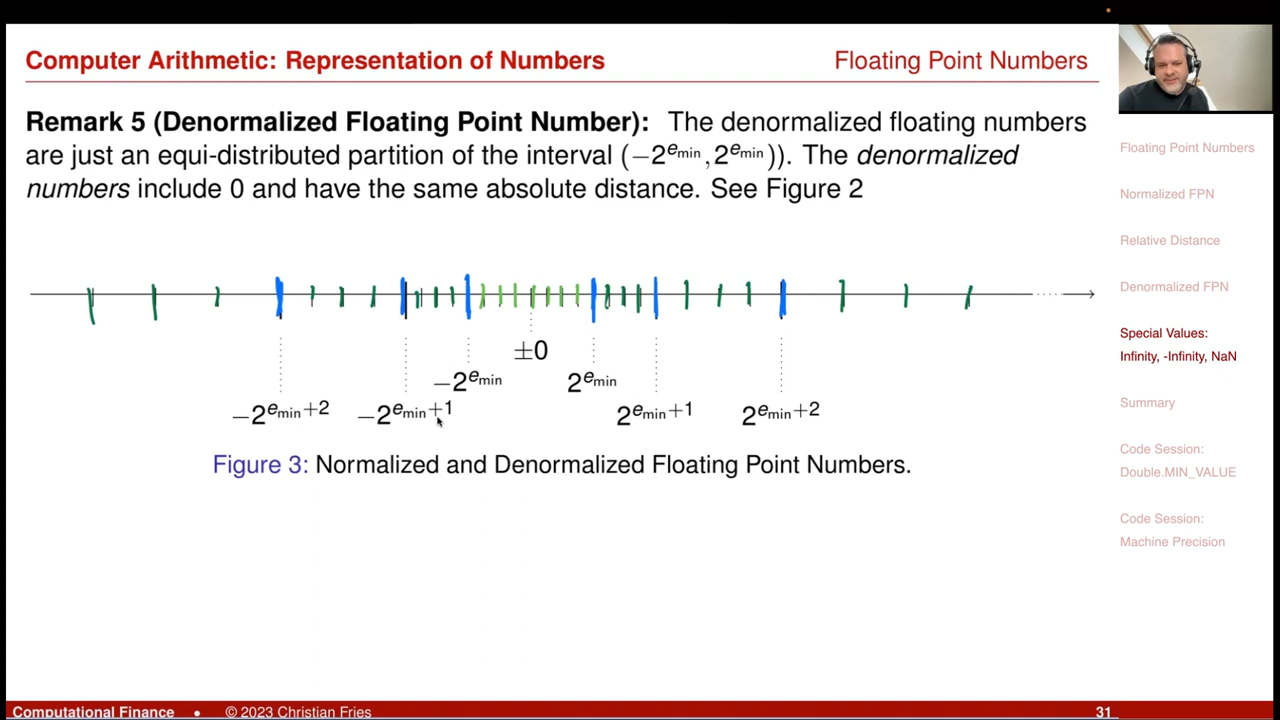 Computer Arithmetic: Representation of Numbers
Floating Point Numbers
Remark 5 (Denormalized Floating Point Number): The denormalized floating numbers
are just an equi-distributed partition of the interval (−2^{e_min}, 2^{e_min})). The denormalized
numbers include 0 and have the same absolute distance. See Figure 2
±0
−2^{e_min}
2^{e_min}
−2^{e_min+2}
−2^{e_min+1}
2^{e_min+1}
2^{e_min+2}
Figure 3: Normalized and Denormalized Floating Point Numbers.
Floating Point Numbers
Normalized FPN
Relative Distance
Denormalized FPN
Special Values:
Infinity, -Infinity, NaN
Summary
Code Session:
Double.MIN_VALUE
Code Session:
Machine Precision
Computational Finance • © 2023 Christian Fries
31